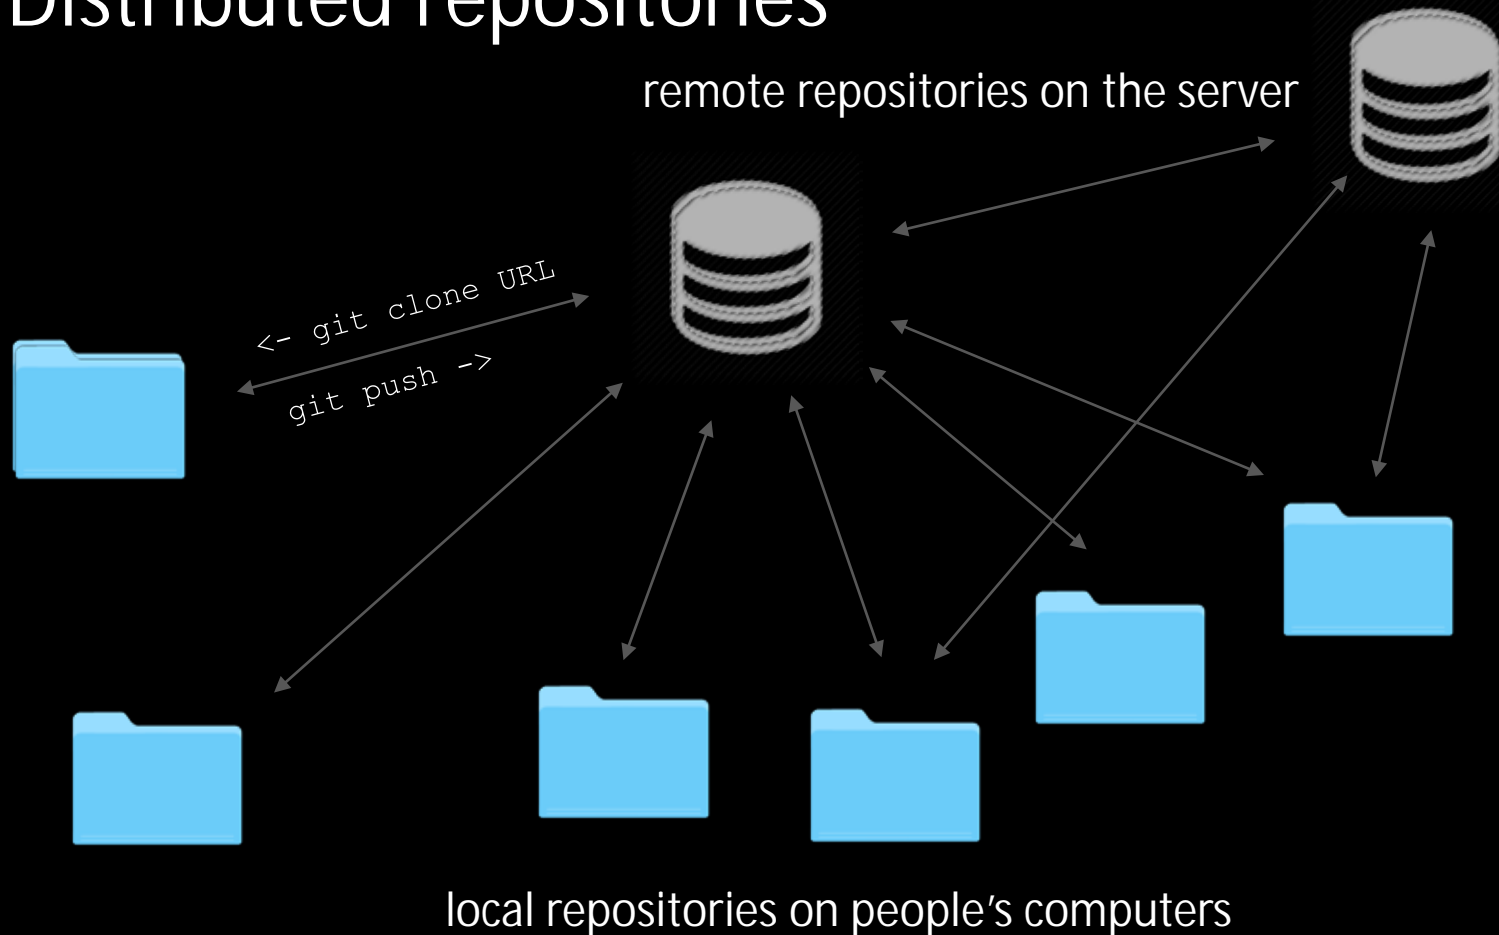 Distributed repositories
remote repositories on the server
<- git clone URL
git push ->
local repositories on people’s computers